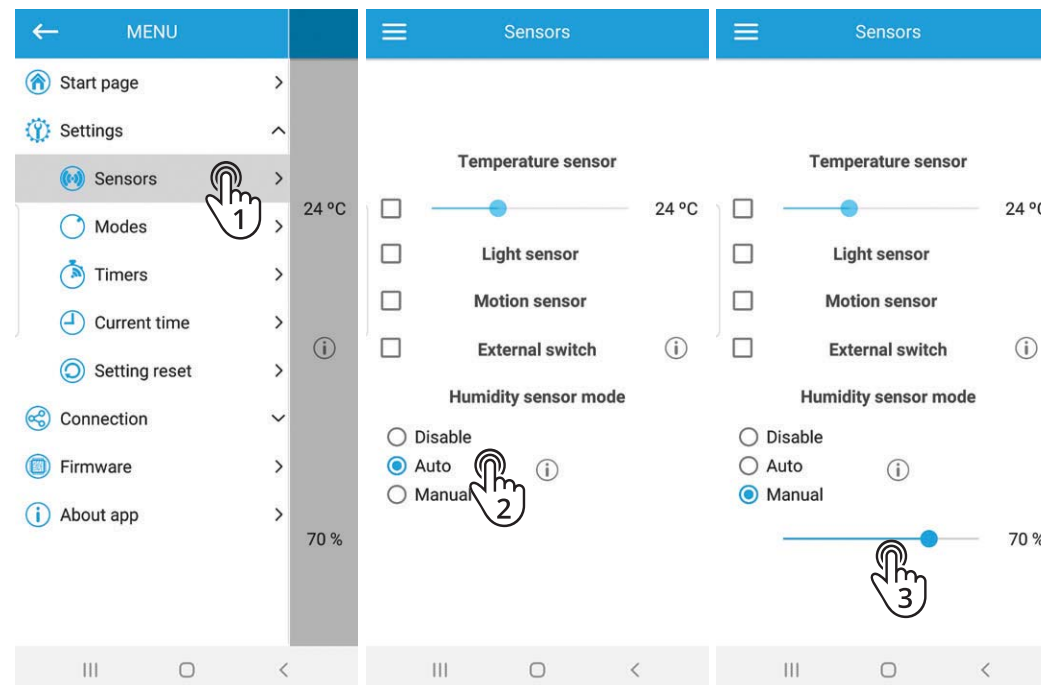 MENU
Start page
Settings
Sensors
1
Modes
Timers
Current time
Setting reset
Connection
Firmware
About app
24 ºC
70 %
Sensors
Temperature sensor
24 ºC
Light sensor
Motion sensor
External switch
Humidity sensor mode
Disable
Auto
Manual
2
Sensors
Temperature sensor
24 º
Light sensor
Motion sensor
External switch
Humidity sensor mode
Disable
Auto
Manual
70 %
3